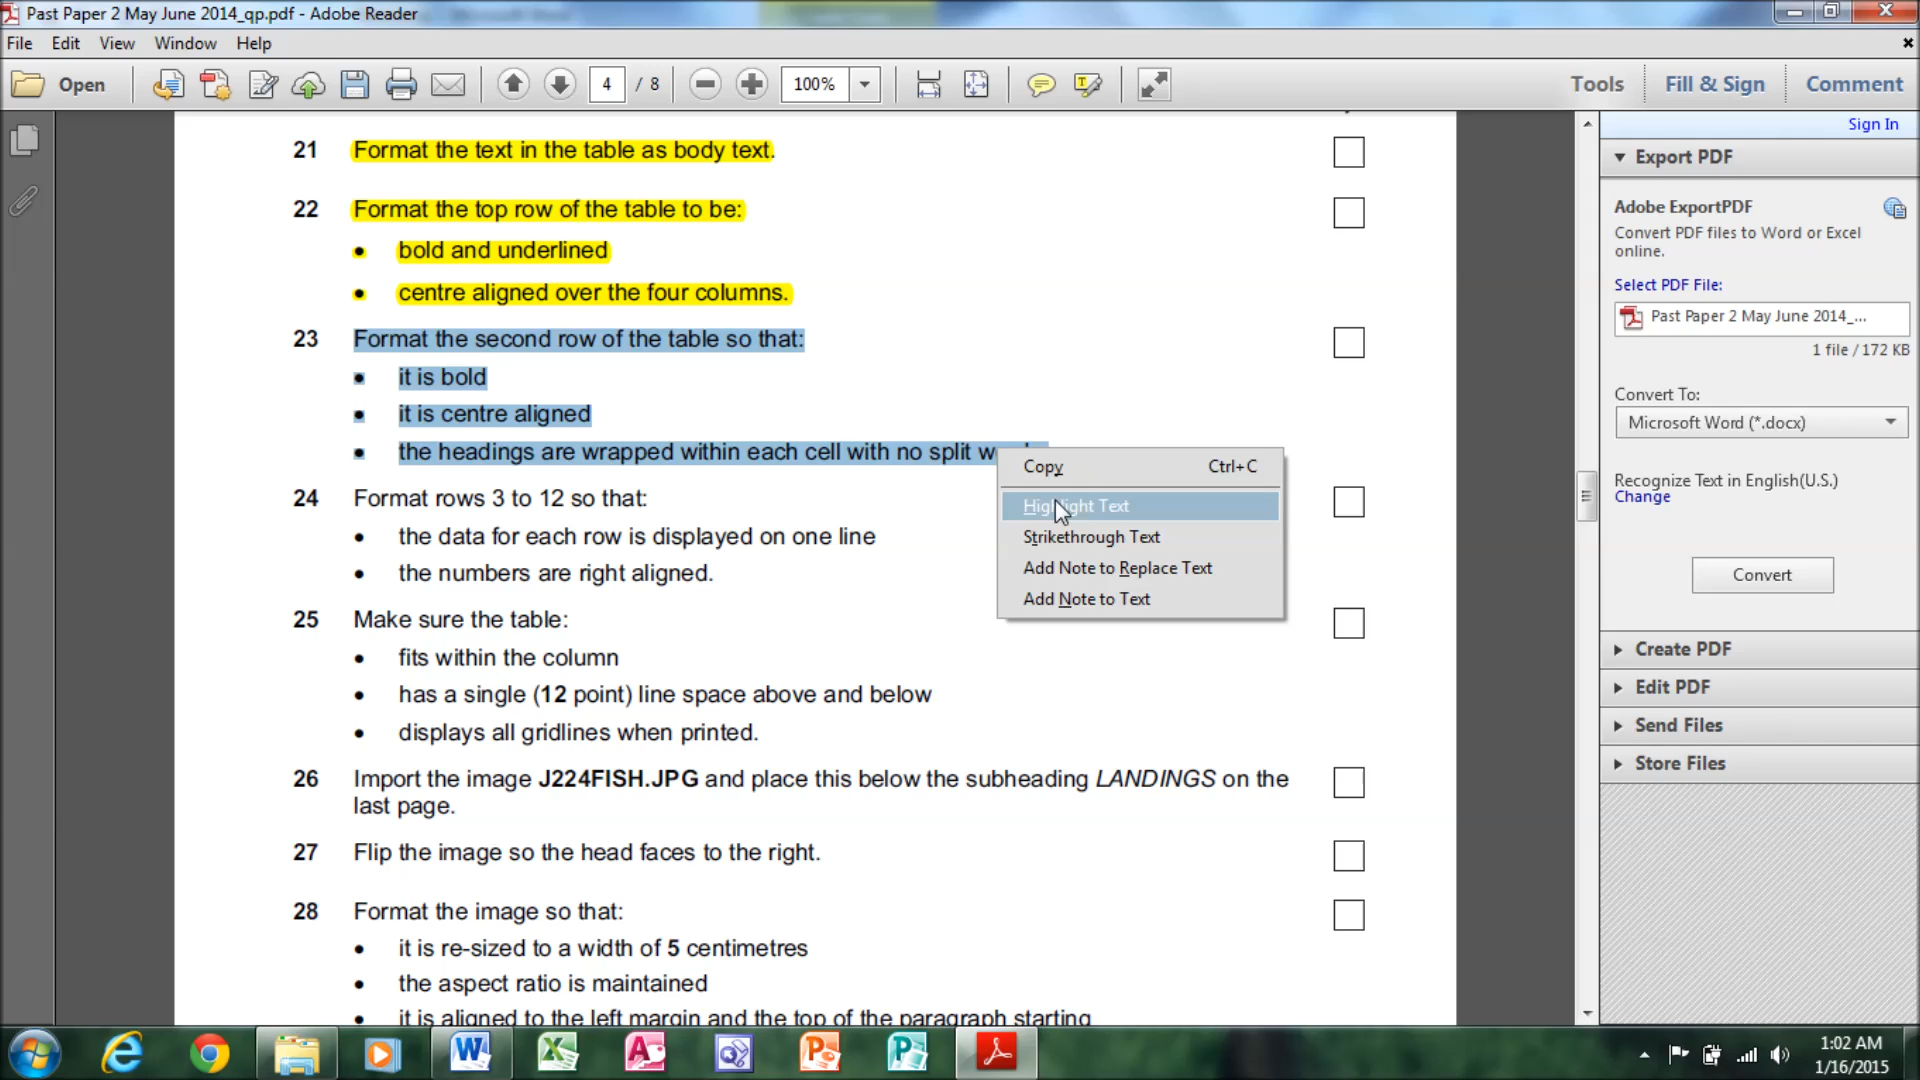 Past Paper 2 May June 2014_qp.pdf - Adobe Reader
File Edit View Window Help
Open 4 / 8 100% Tools Fill & Sign Comment
Sign In
21 Format the text in the table as body text.
22 Format the top row of the table to be:
• bold and underlined
• centre aligned over the four columns.
23 Format the second row of the table so that:
• it is bold
• it is centre aligned
• the headings are wrapped within each cell with no split
24 Format rows 3 to 12 so that:
• the data for each row is displayed on one line
• the numbers are right aligned.
25 Make sure the table:
• fits within the column
• has a single (12 point) line space above and below
• displays all gridlines when printed.
26 Import the image J224FISH.JPG and place this below the subheading LANDINGS on the
last page.
27 Flip the image so the head faces to the right.
28 Format the image so that:
• it is re-sized to a width of 5 centimetres
• the aspect ratio is maintained
• it is aligned to the left margin and the top of the paragraph starting
Copy Ctrl+C
Highlight Text
Strikethrough Text
Add Note to Replace Text
Add Note to Text
Export PDF
Adobe ExportPDF
Convert PDF files to Word or Excel
online.
Select PDF File:
Past Paper 2 May June 2014_...
1 file / 172 KB
Convert To:
Microsoft Word (*.docx)
Recognize Text in English(U.S.)
Change
Convert
Create PDF
Edit PDF
Send Files
Store Files
1:02 AM
1/16/2015